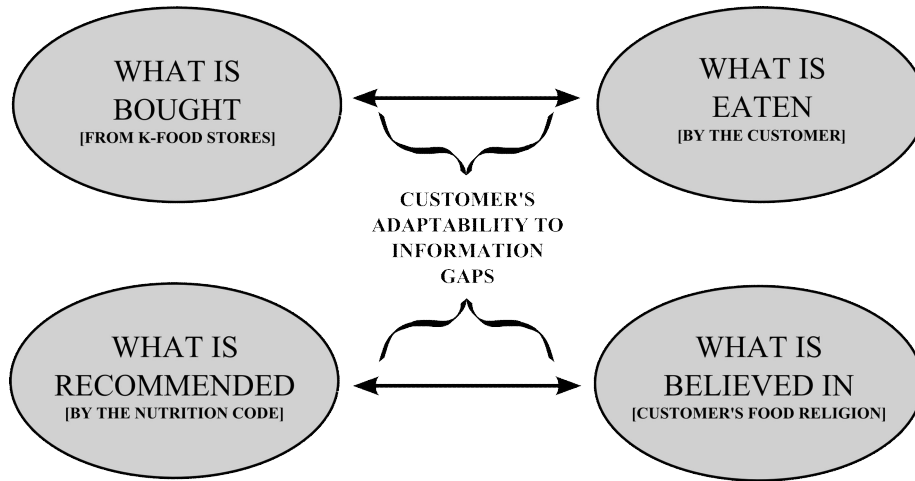 WHAT IS
BOUGHT
[FROM K-FOOD STORES]
WHAT IS
EATEN
[BY THE CUSTOMER]
CUSTOMER'S
ADAPTABILITY TO
INFORMATION
GAPS
WHAT IS
RECOMMENDED
[BY THE NUTRITION CODE]
WHAT IS
BELIEVED IN
[CUSTOMER'S FOOD RELIGION]